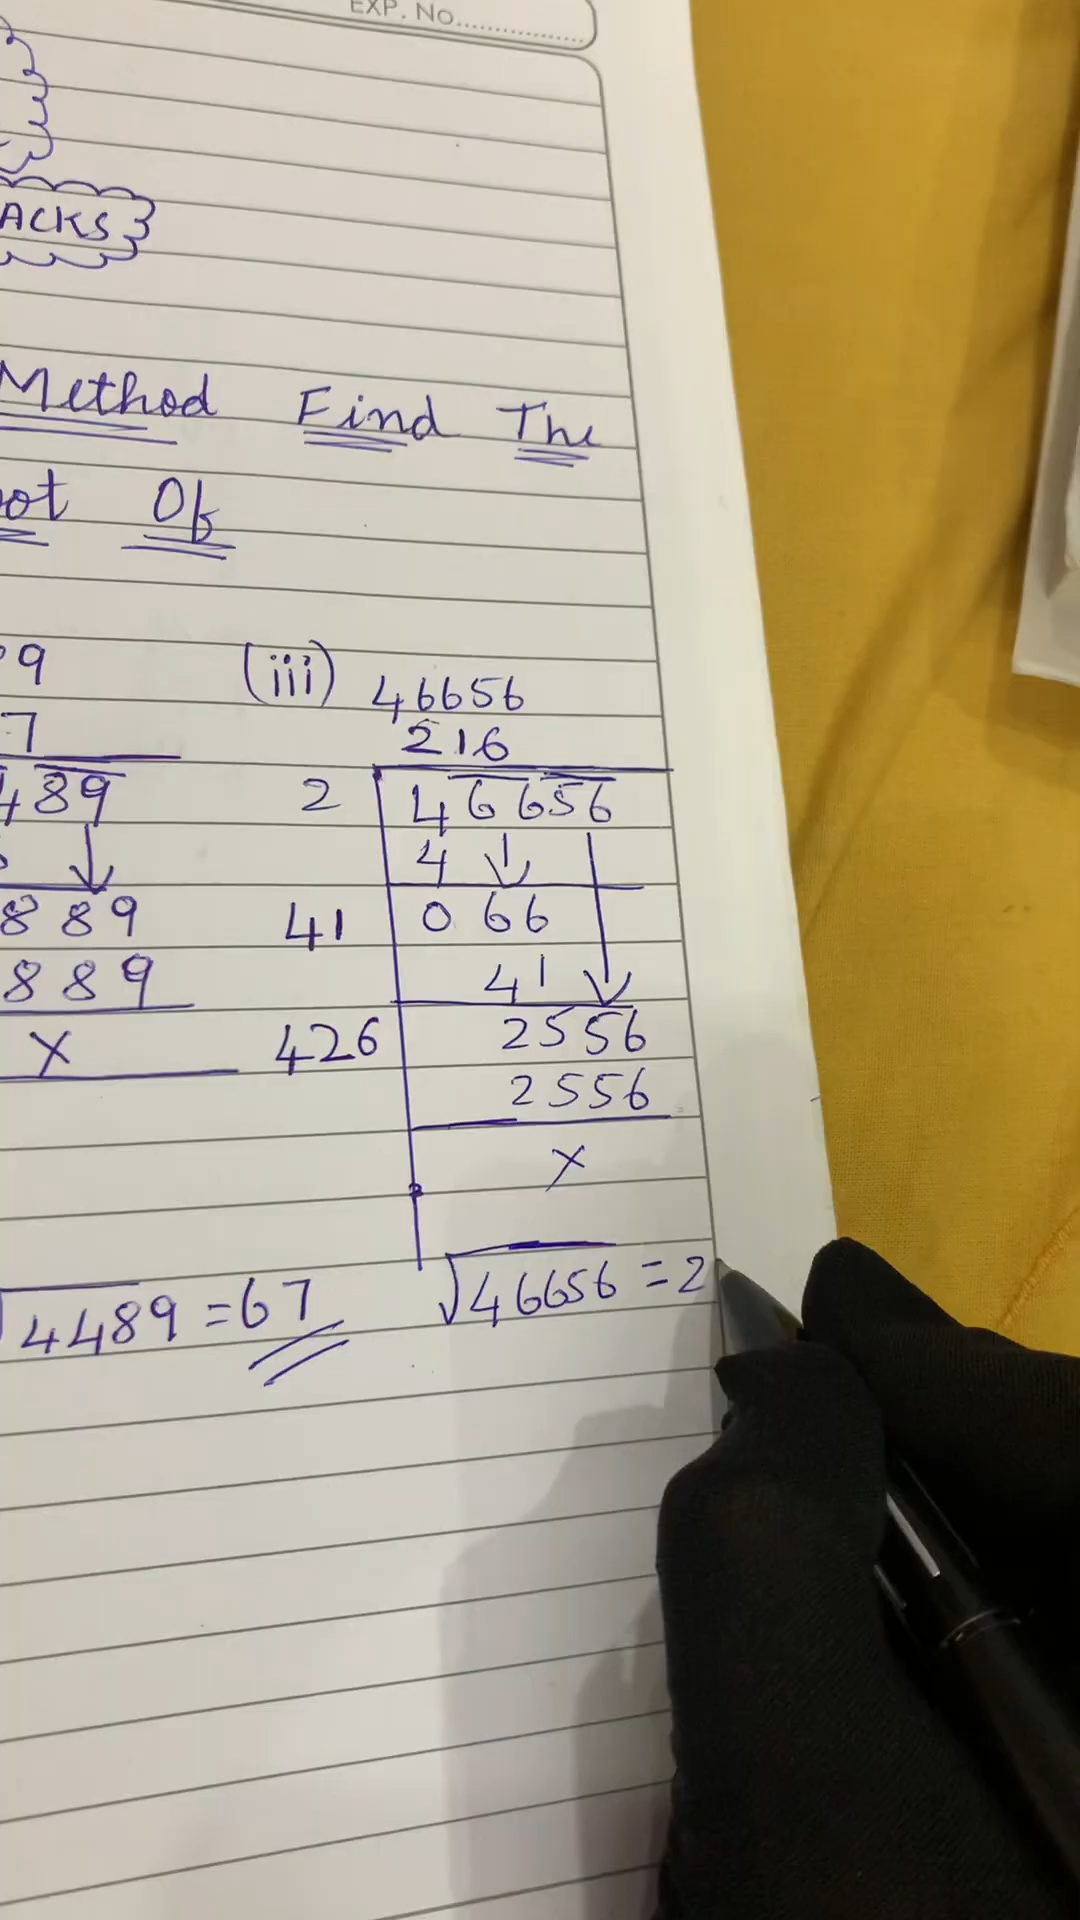 EXP. No..............
ACKS
Method Find The
ot Of
9 (iii) 46656
7 216
489 2 46656
4
889 41 066
889 41
x 426 2556
2556
x
√4489 = 67 √46656 = 2